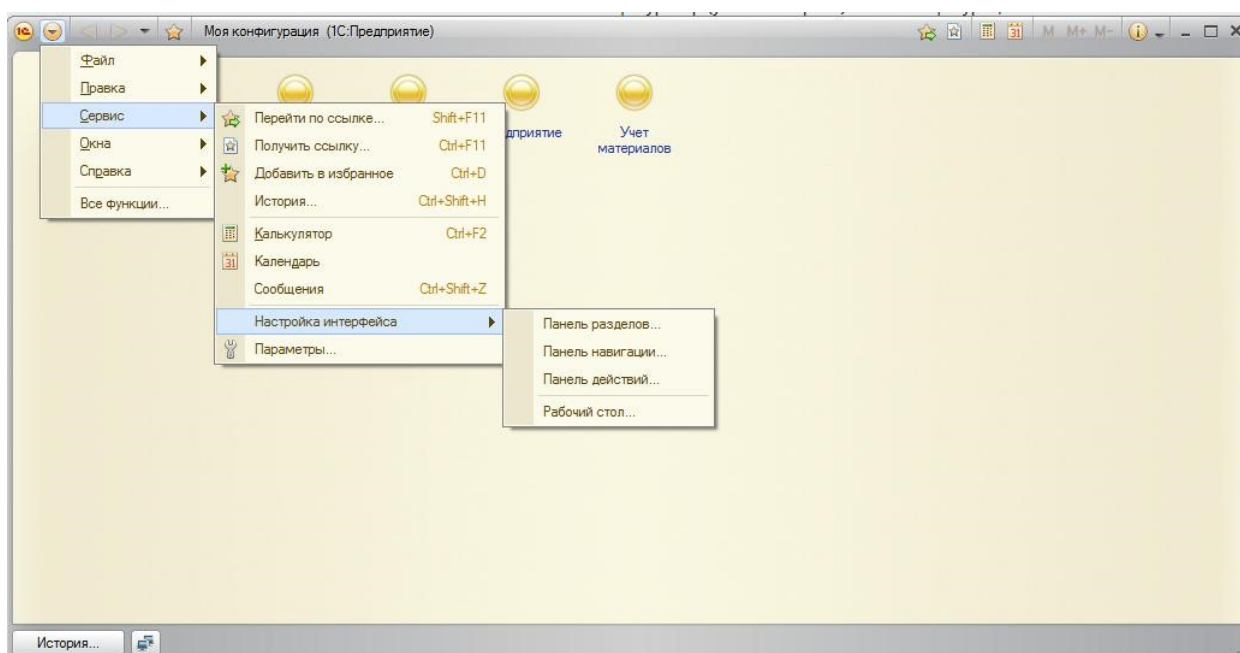 Моя конфигурация (1С:Предприятие)
31 M M+ M-
Файл
Правка
Сервис
Окна
Справка
Все функции...
Перейти по ссылке... Shift+F11
Получить ссылку... Ctrl+F11
Добавить в избранное Ctrl+D
История... Ctrl+Shift+H
Калькулятор Ctrl+F2
31 Календарь
Сообщения Ctrl+Shift+Z
Настройка интерфейса
Параметры...
Панель разделов...
Панель навигации...
Панель действий...
Рабочий стол...
Учет
материалов
История...